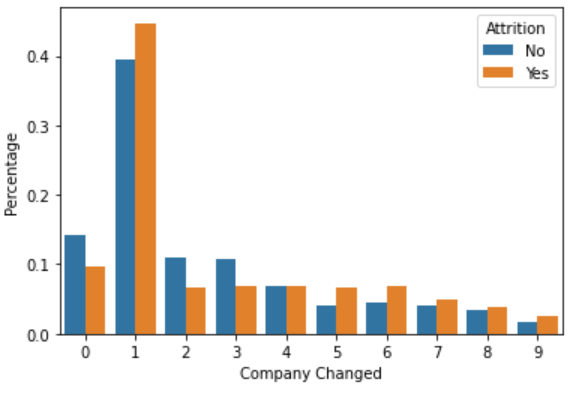 Attrition
No
Yes
0.4
0.3
0.2
0.1
0.0
Percentage
0 1 2 3 4 5 6 7 8 9
Company Changed